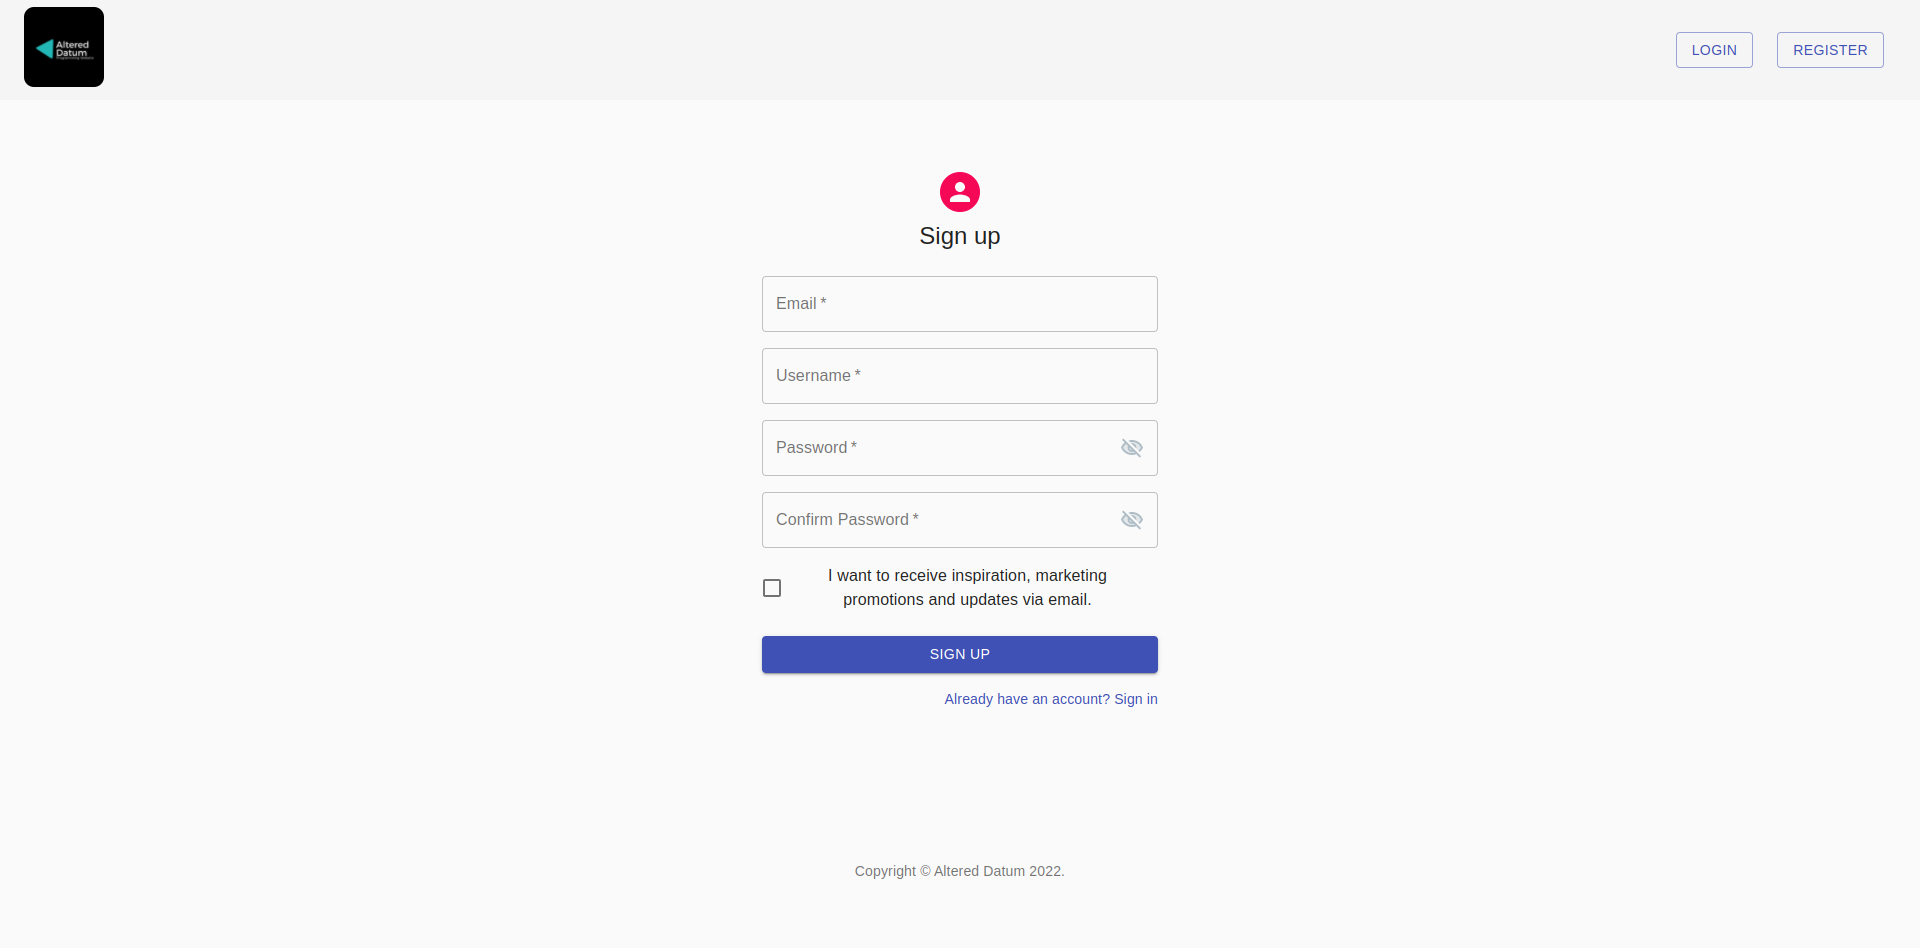 Altered
Datum
LOGIN
REGISTER
Sign up
Email *
Username *
Password *
Confirm Password *
I want to receive inspiration, marketing
promotions and updates via email.
SIGN UP
Already have an account? Sign in
Copyright © Altered Datum 2022.